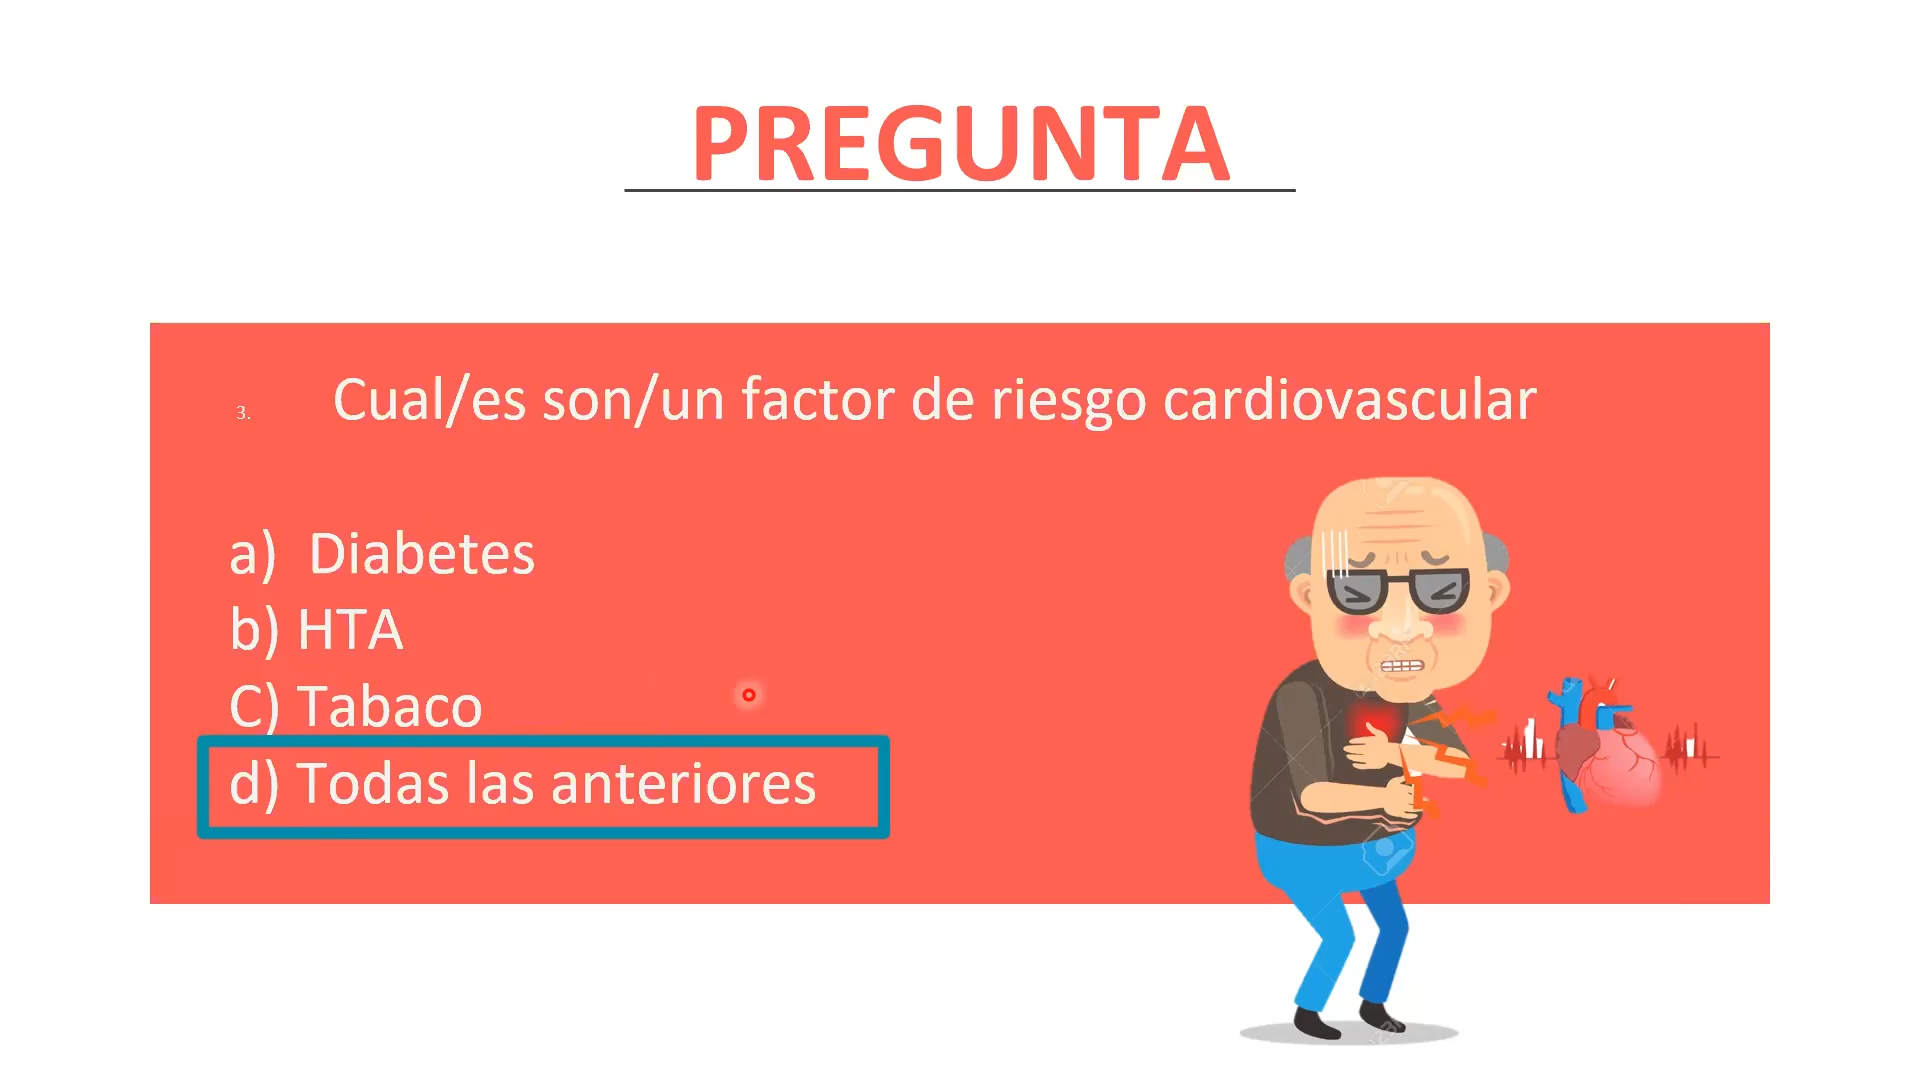 PREGUNTA
3. Cual/es son/un factor de riesgo cardiovascular
a) Diabetes
b) HTA
C) Tabaco
d) Todas las anteriores